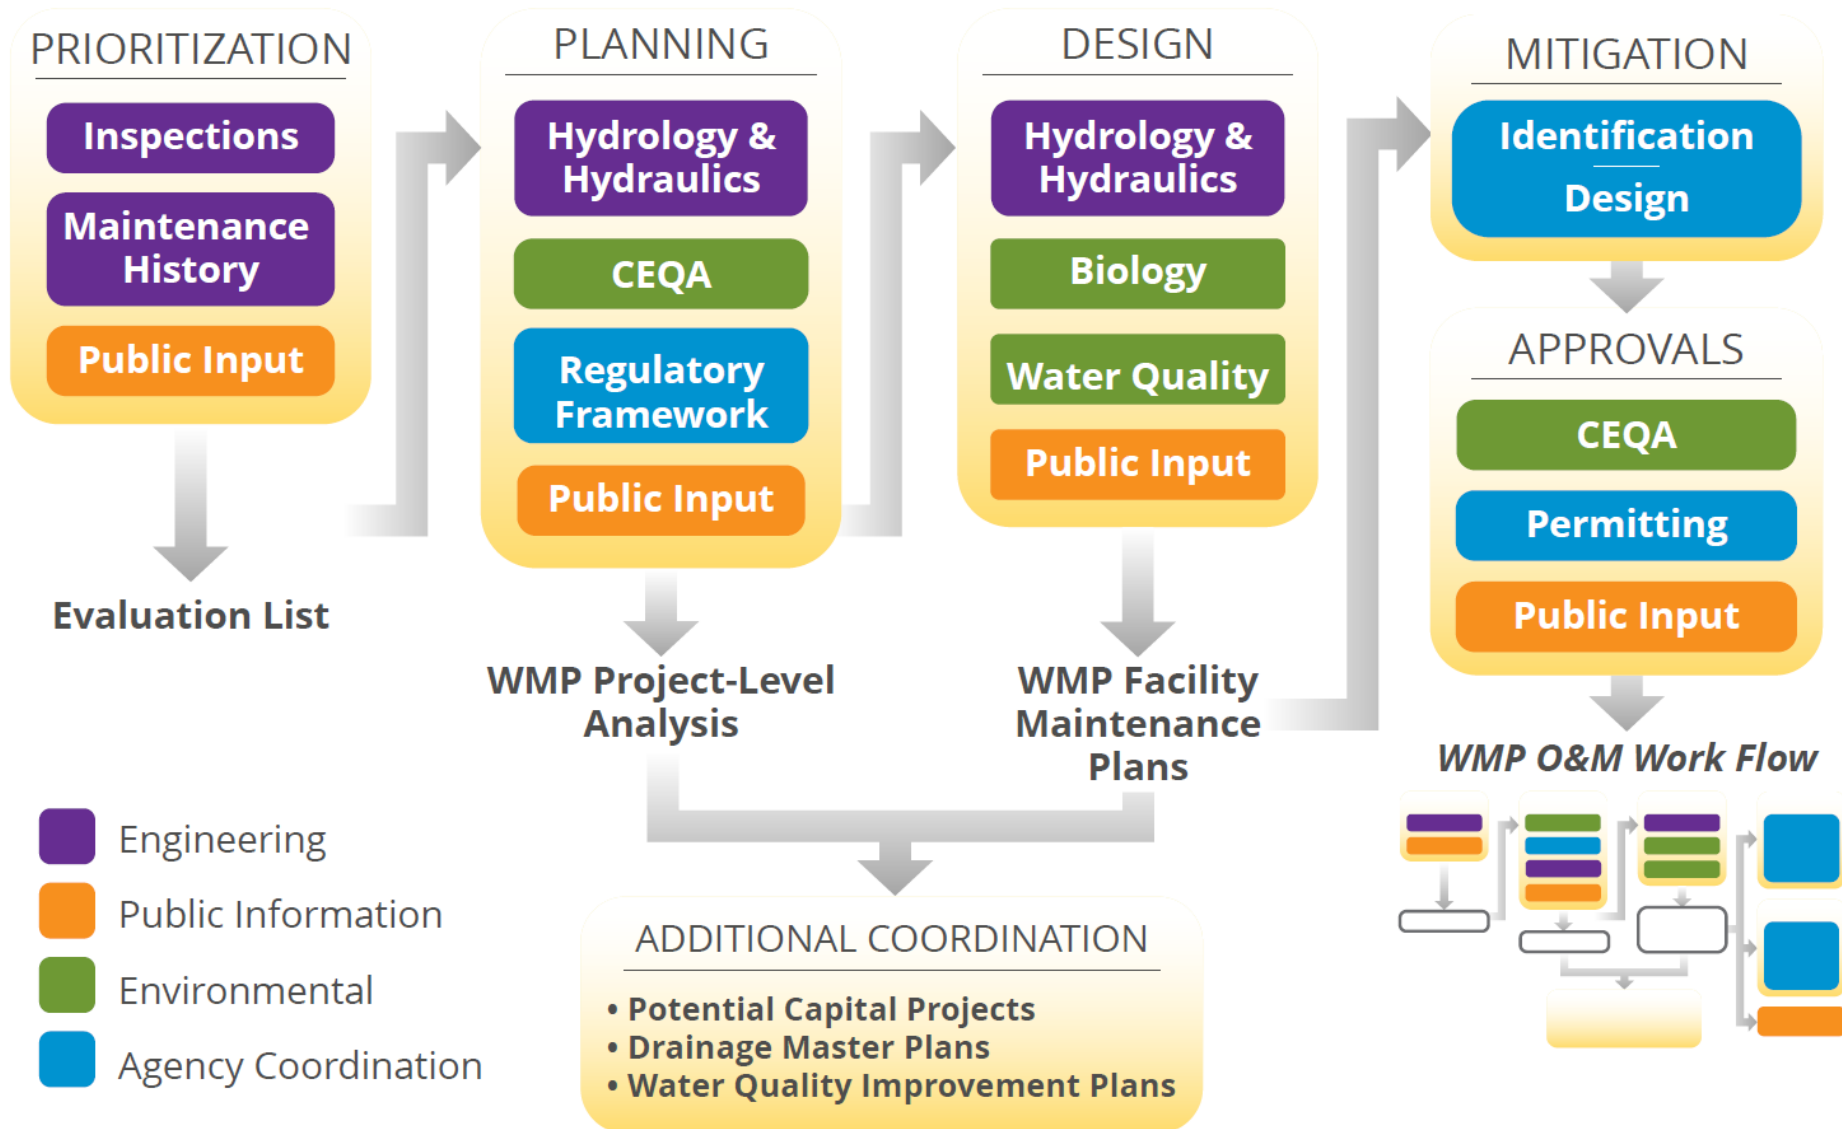 PRIORITIZATION
Inspections
Maintenance
History
Public Input
Evaluation List
PLANNING
Hydrology &
Hydraulics
CEQA
Regulatory
Framework
Public Input
WMP Project-Level
Analysis
DESIGN
Hydrology &
Hydraulics
Biology
Water Quality
Public Input
WMP Facility
Maintenance
Plans
MITIGATION
Identification
Design
APPROVALS
CEQA
Permitting
Public Input
WMP O&M Work Flow
ADDITIONAL COORDINATION
• Potential Capital Projects
• Drainage Master Plans
• Water Quality Improvement Plans
Engineering
Public Information
Environmental
Agency Coordination